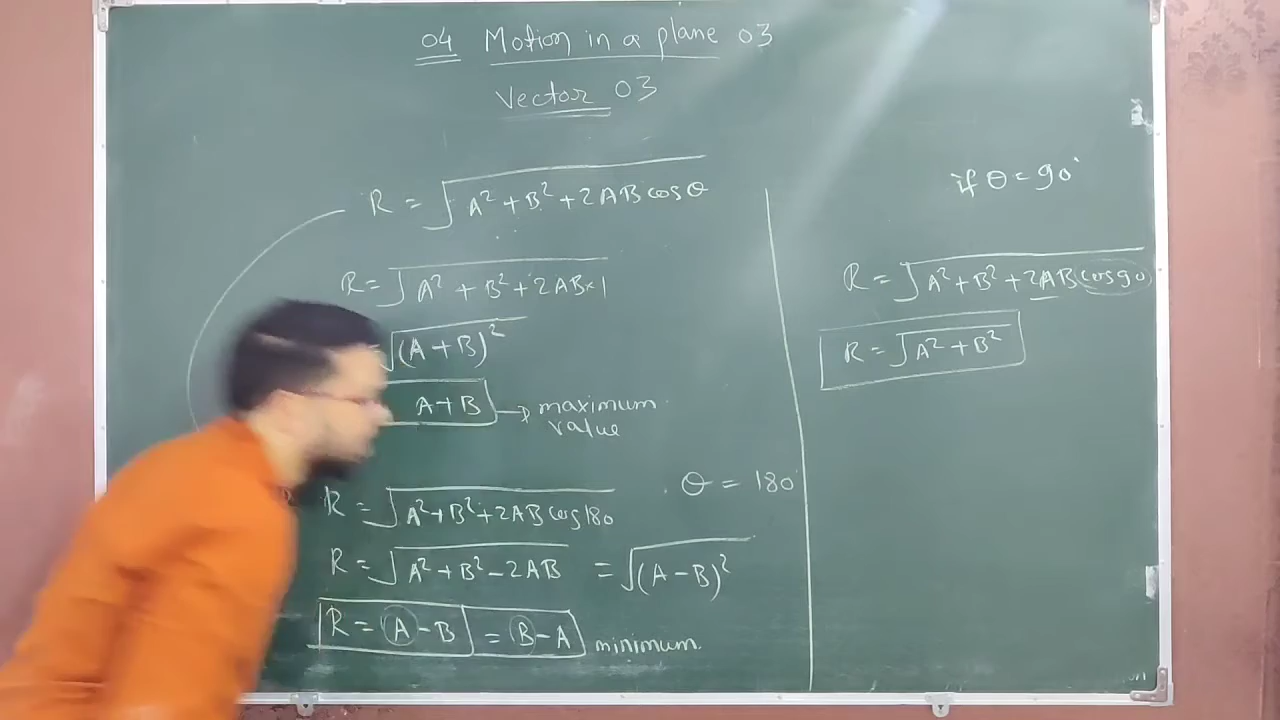 04 Motion in a plane 03
Vector 03
R = √A² + B² + 2AB cos θ
R = √A² + B² + 2AB×1
√(A + B)²
A + B → maximum value
θ = 180°
R = √A² + B² + 2AB cos 180
R = √A² + B² - 2AB = √(A - B)²
R = A - B = B - A minimum.
if θ = 90°
R = √A² + B² + 2AB cos 90
R = √A² + B²